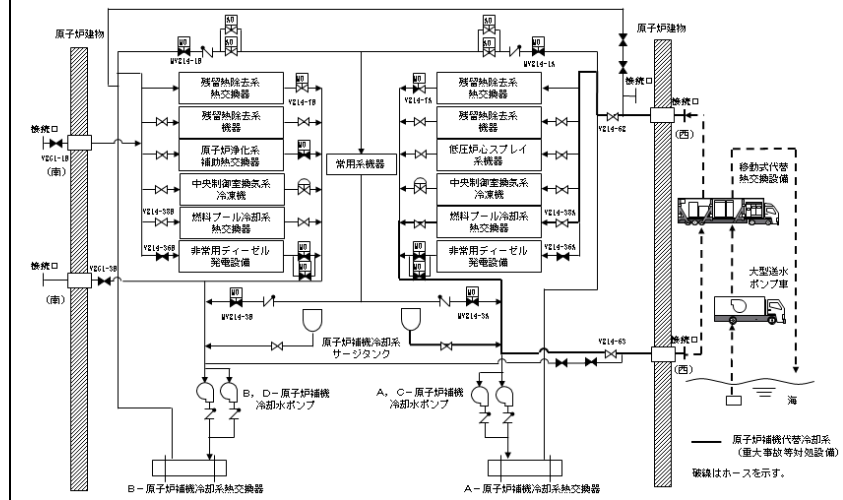 原子炉建物
原子炉建物
MO
MO
MO
MO
MO
MO
MV214-1B
MV214-1A
接続口
残留熱除去系
熱交換器
残留熱除去系
機器
原子炉浄化系
補助熱交換器
中央制御室換気系
冷凍機
燃料プール冷却系
熱交換器
非常用ディーゼル
発電設備
MO
V214-7B
MO
MO
MO
常用系機器
残留熱除去系
熱交換器
残留熱除去系
機器
低圧炉心スプレイ
系機器
中央制御室換気系
冷凍機
燃料プール冷却系
熱交換器
非常用ディーゼル
発電設備
MO
V214-7A
MO
MO
V214-62
接続口
(西)
接続口
V2C1-1B
(南)
V214-38B
V214-36B
V214-38A
V214-36A
接続口
V2C1-3B
(南)
MO
MV214-3B
MO
MV214-3A
移動式代替
熱交換設備
大型送水
ポンプ車
原子炉補機冷却系
サージタンク
V214-63
接続口
(西)
海
B,D-原子炉補機
冷却水ポンプ
A,C-原子炉補機
冷却水ポンプ
B-原子炉補機冷却系熱交換器
A-原子炉補機冷却系熱交換器
原子炉補機代替冷却系
(重大事故等対処設備)
破線はホースを示す。